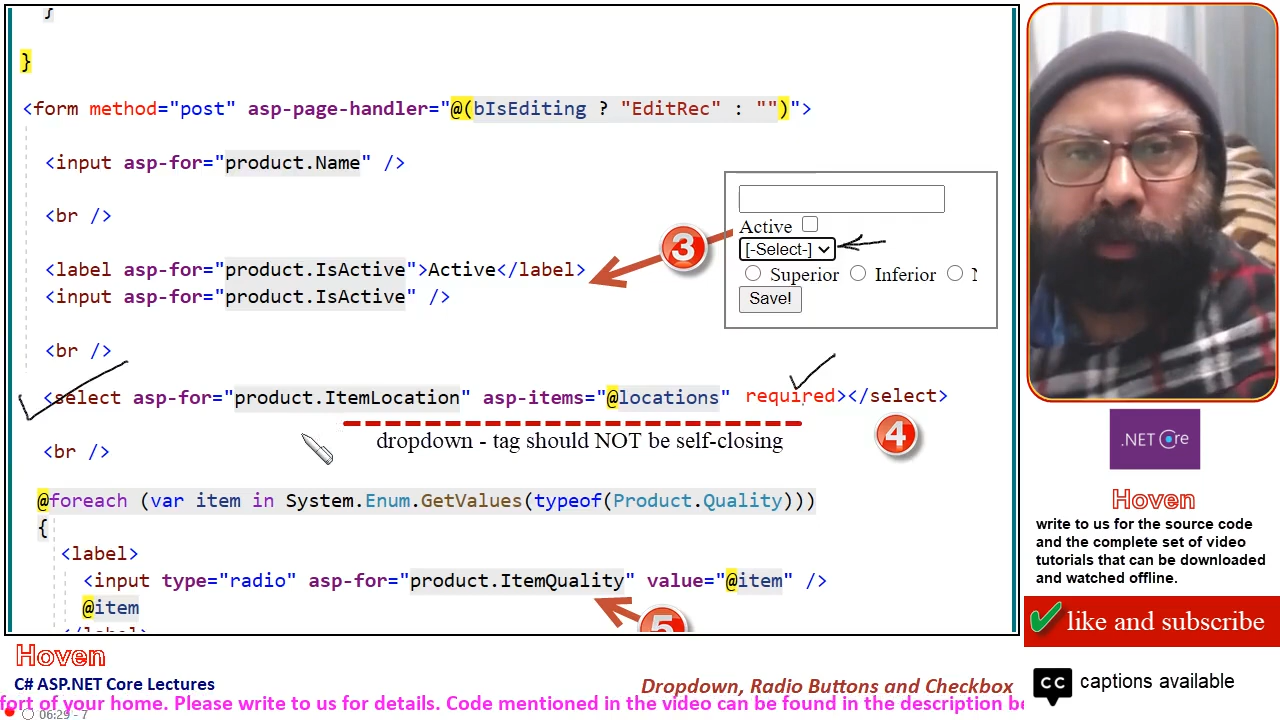 }
<form method="post" asp-page-handler="@(bIsEditing ? "EditRec" : "")">
<input asp-for="product.Name" />
<br />
<label asp-for="product.IsActive">Active</label>
<input asp-for="product.IsActive" />
<br />
<select asp-for="product.ItemLocation" asp-items="@locations" required></select>
dropdown - tag should NOT be self-closing
<br />
@foreach (var item in System.Enum.GetValues(typeof(Product.Quality)))
{
<label>
<input type="radio" asp-for="product.ItemQuality" value="@item" />
@item
3
4
5
Active
[-Select-]
Superior Inferior
Save!
.NET Core
Hoven
write to us for the source code
and the complete set of video
tutorials that can be downloaded
and watched offline.
like and subscribe
CC captions available
Hoven
C# ASP.NET Core Lectures
Dropdown, Radio Buttons and Checkbox
fort of your home. Please write to us for details. Code mentioned in the video can be found in the description be
06:29 - 7